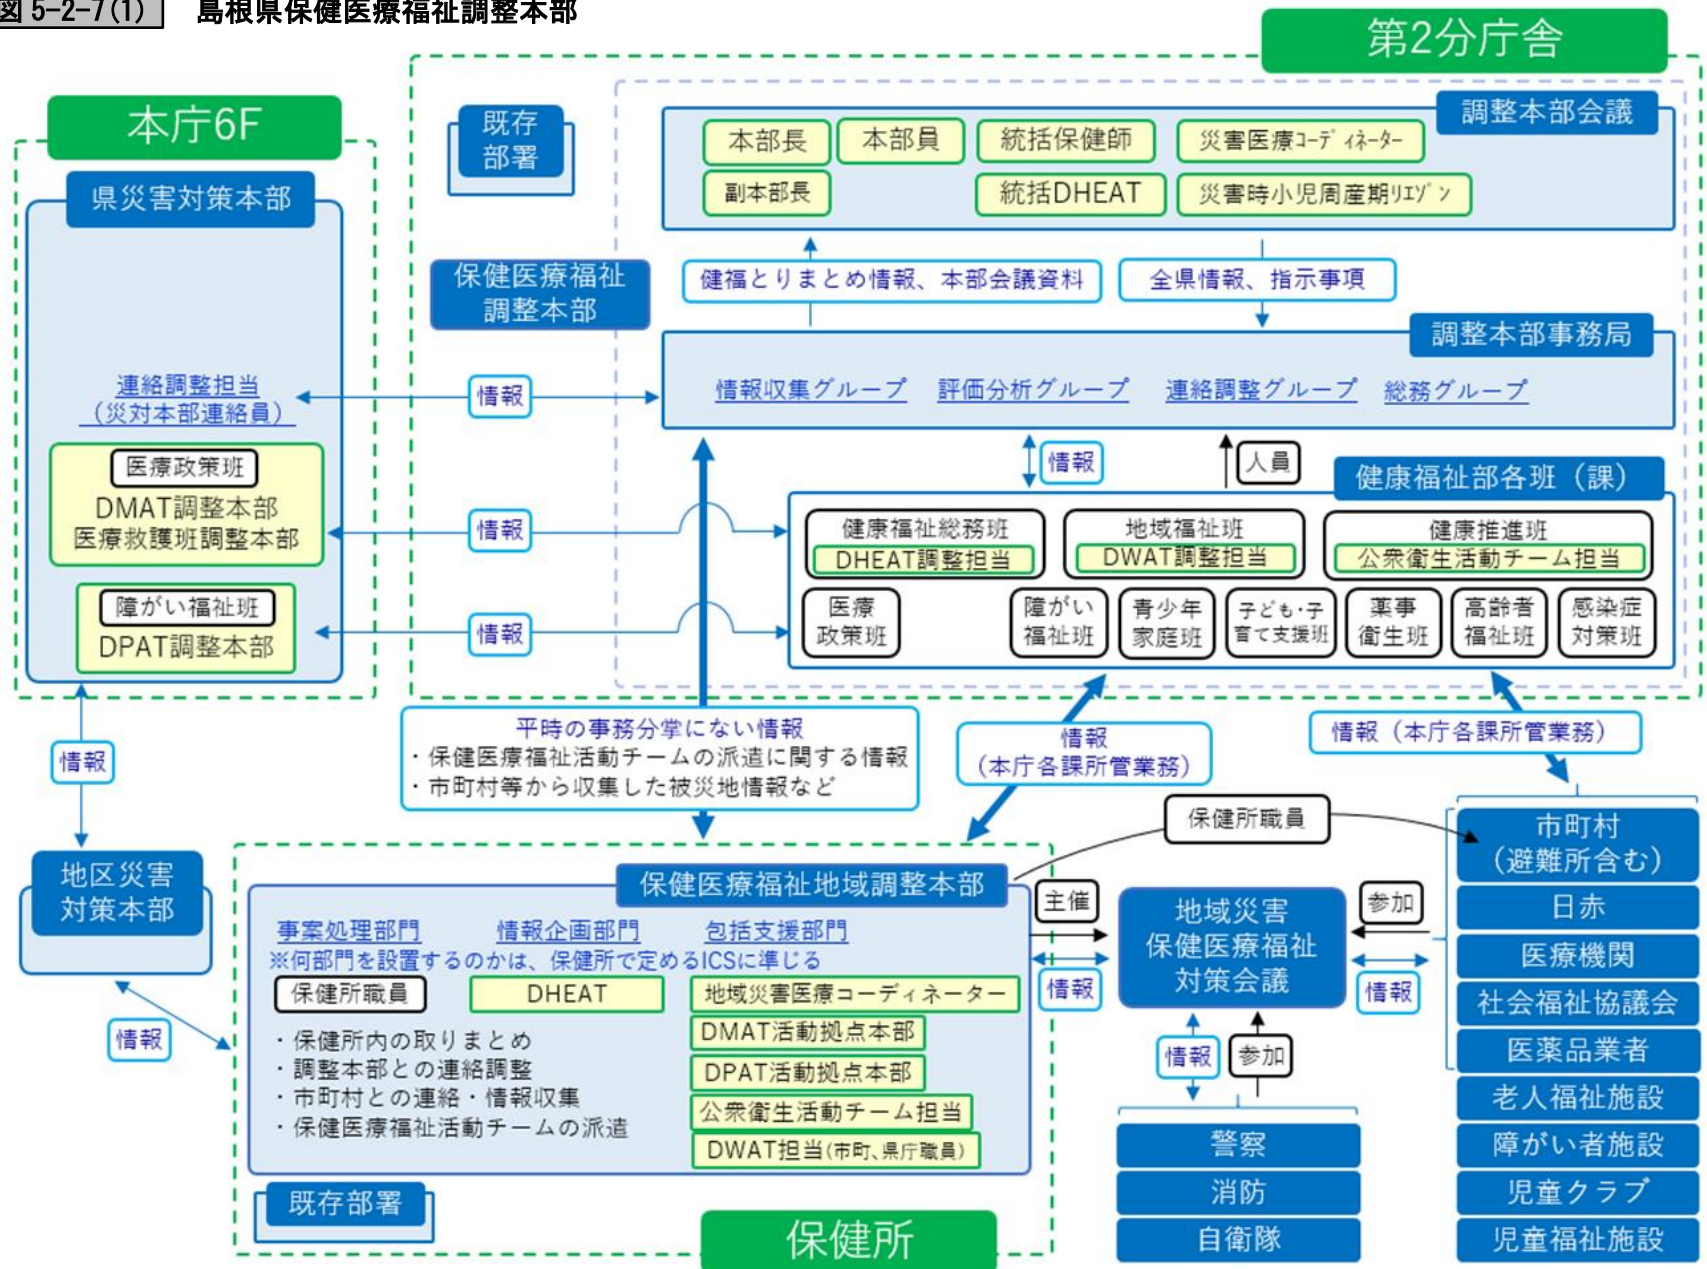 図 5-2-7(1) 島根県保健医療福祉調整本部
第2分庁舎
本庁6F
県災害対策本部
連絡調整担当
(災対本部連絡員)
医療政策班
DMAT調整本部
医療救護班調整本部
障がい福祉班
DPAT調整本部
既存
部署
保健医療福祉
調整本部
調整本部会議
本部長
本部員
統括保健師
災害医療ｺｰﾃﾞｨﾈｰﾀｰ
副本部長
統括DHEAT
災害時小児周産期ﾘｴｿﾞﾝ
健福とりまとめ情報、本部会議資料
全県情報、指示事項
調整本部事務局
情報収集グループ
評価分析グループ
連絡調整グループ
総務グループ
情報
情報
人員
情報
情報
健康福祉部各班（課）
健康福祉総務班
DHEAT調整担当
地域福祉班
DWAT調整担当
健康推進班
公衆衛生活動チーム担当
医療
政策班
障がい
福祉班
青少年
家庭班
子ども・子
育て支援班
薬事
衛生班
高齢者
福祉班
感染症
対策班
平時の事務分掌にない情報
・保健医療福祉活動チームの派遣に関する情報
・市町村等から収集した被災地情報など
情報
(本庁各課所管業務)
情報（本庁各課所管業務）
情報
地区災害
対策本部
情報
保健医療福祉地域調整本部
事案処理部門
情報企画部門
包括支援部門
※何部門を設置するのかは、保健所で定めるICSに準じる
保健所職員
DHEAT
地域災害医療コーディネーター
DMAT活動拠点本部
DPAT活動拠点本部
公衆衛生活動チーム担当
DWAT担当(市町、県庁職員)
・保健所内の取りまとめ
・調整本部との連絡調整
・市町村との連絡・情報収集
・保健医療福祉活動チームの派遣
既存部署
保健所
保健所職員
主催
情報
地域災害
保健医療福祉
対策会議
参加
情報
情報
参加
警察
消防
自衛隊
市町村
(避難所含む)
日赤
医療機関
社会福祉協議会
医薬品業者
老人福祉施設
障がい者施設
児童クラブ
児童福祉施設